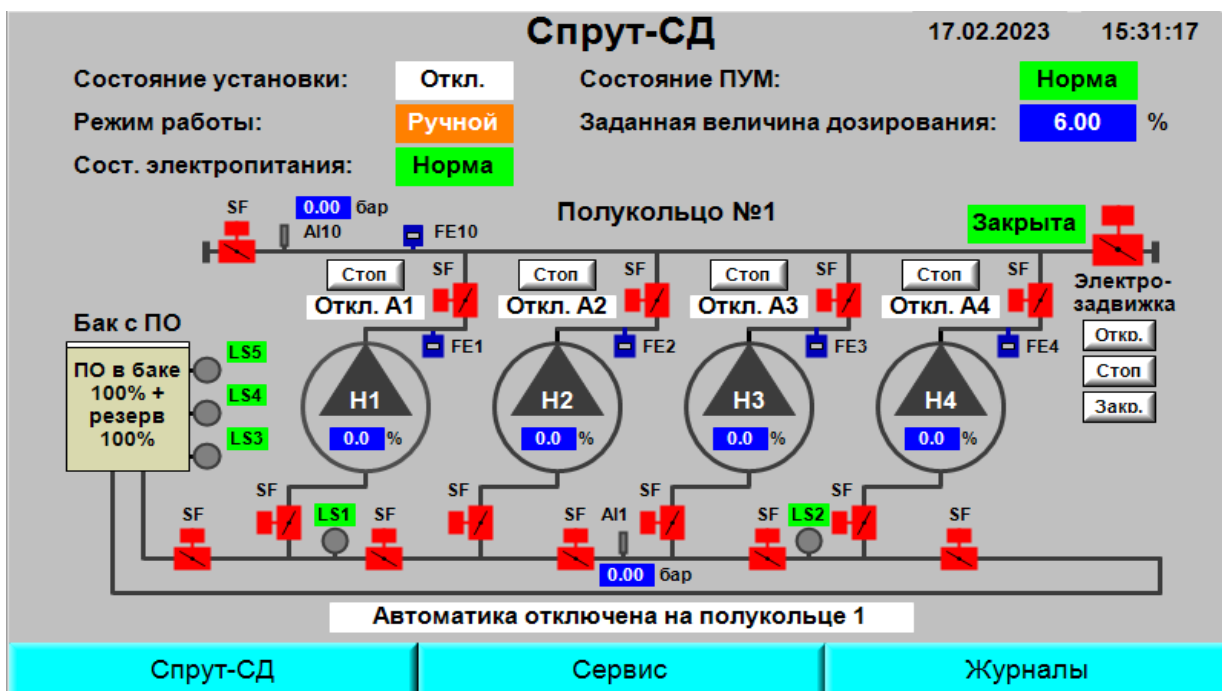 Спрут-СД
17.02.2023 15:31:17
Состояние установки: Откл. Состояние ПУМ: Норма
Режим работы: Ручной Заданная величина дозирования: 6.00 %
Сост. электропитания: Норма
SF 0.00 бар Полукольцо №1 Закрыта
AI10 FE10
Стоп SF Стоп SF Стоп SF Стоп SF Электро-
Откл. А1 Откл. А2 Откл. А3 Откл. А4 задвижка
Бак с ПО
Откр.
FE1 FE2 FE3 FE4
LS5
ПО в баке
Стоп
100% +
LS4
Н1 Н2 Н3 Н4
Закр.
резерв
100%
LS3
0.0 % 0.0 % 0.0 % 0.0 %
SF SF SF SF
SF LS1 SF SF AI1 SF LS2 SF
0.00 бар
Автоматика отключена на полукольце 1
Спрут-СД Сервис Журналы